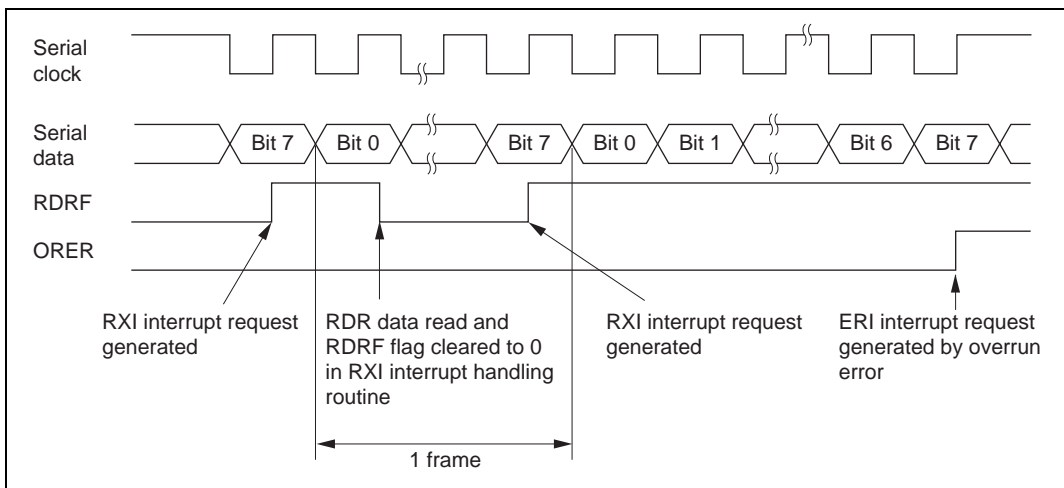 Serial
clock
Serial
data
Bit 7
Bit 0
Bit 7
Bit 0
Bit 1
Bit 6
Bit 7
RDRF
ORER
RXI interrupt request
generated
RDR data read and
RDRF flag cleared to 0
in RXI interrupt handling
routine
RXI interrupt request
generated
ERI interrupt request
generated by overrun
error
1 frame